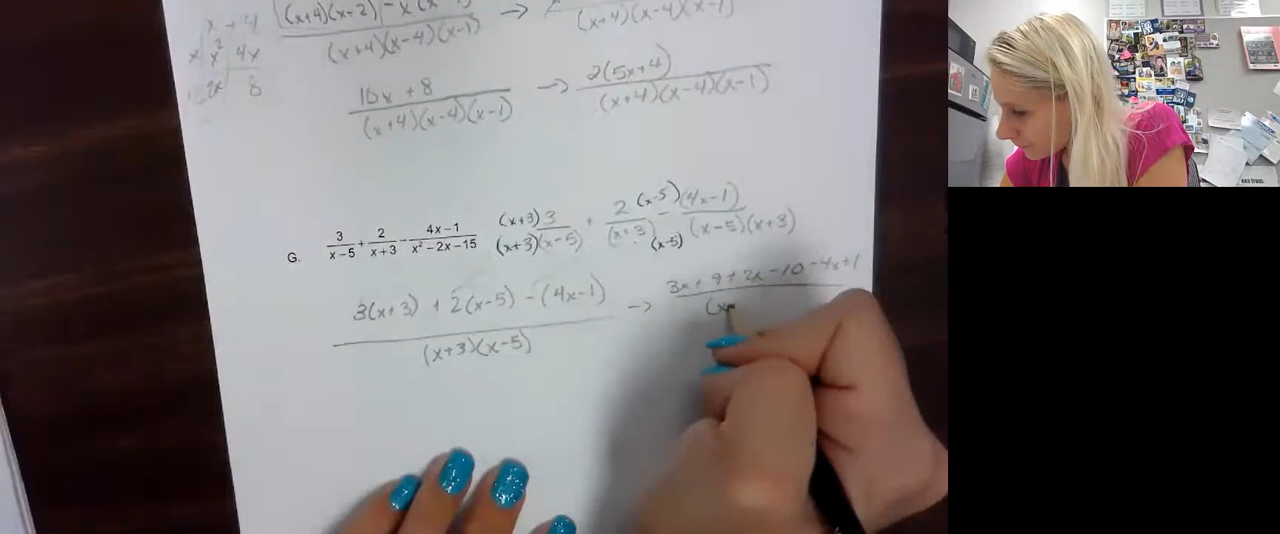 x + 4
x x² 4x
2x 8
(x+4)(x+2) - x(x
(x+4)(x-4)(x-1)
→
(x+4)(x-4)(x-1)
10x + 8
(x+4)(x-4)(x-1)
→
2(5x+4)
(x+4)(x-4)(x-1)
G. 3/(x-5) + 2/(x+3) - (4x-1)/(x²-2x-15)
(x+3)3/(x+3)(x-5) + 2(x-5)/(x+3)(x-5) - (4x-1)/(x-5)(x+3)
3(x+3) + 2(x-5) - (4x-1)
(x+3)(x-5)
→
3x + 9 + 2x - 10 - 4x + 1
(x